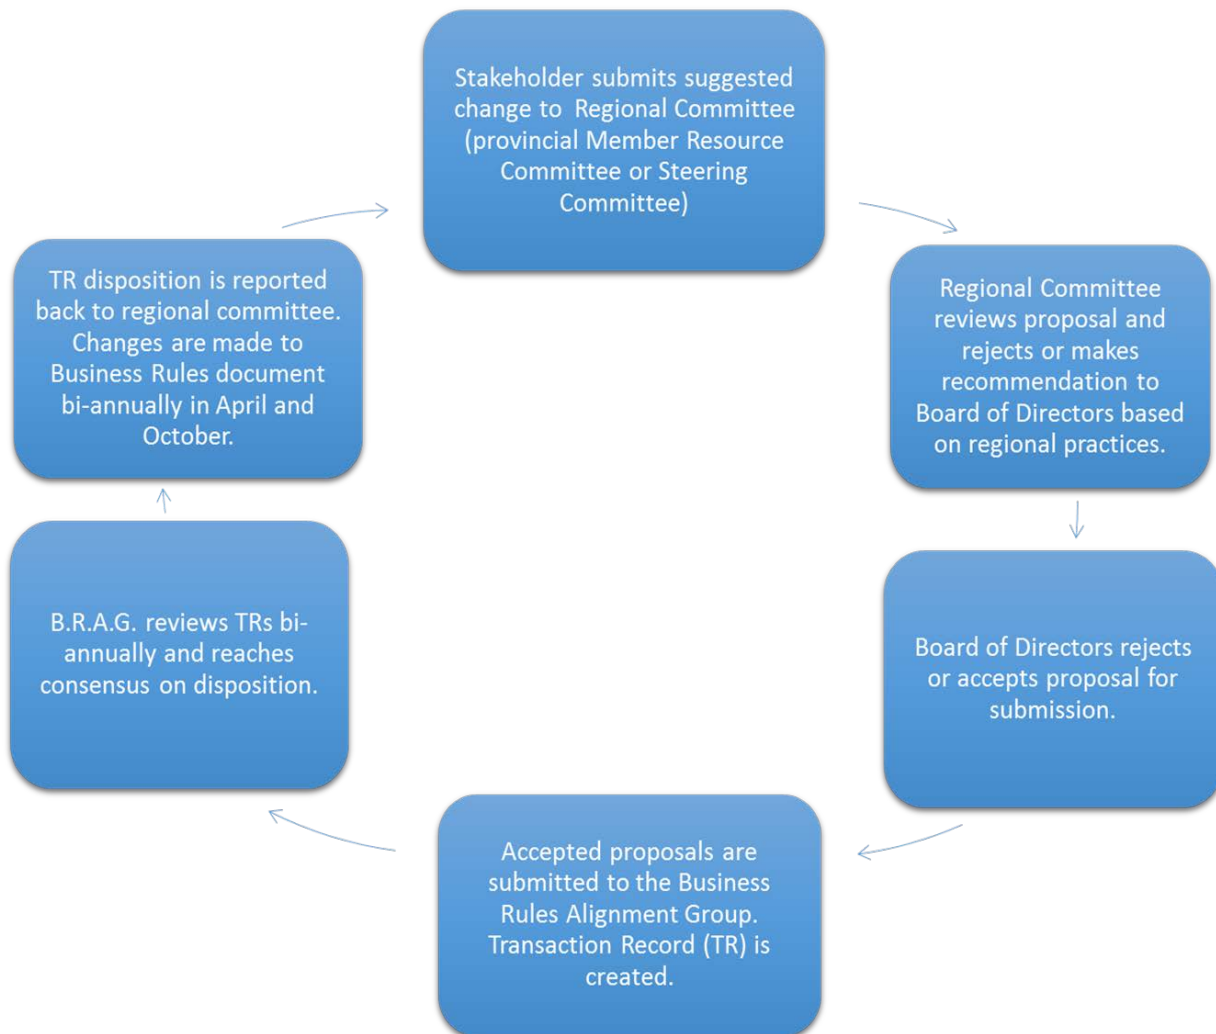 Stakeholder submits suggested
change to Regional Committee
(provincial Member Resource
Committee or Steering
Committee)
Regional Committee
reviews proposal and
rejects or makes
recommendation to
Board of Directors based
on regional practices.
Board of Directors rejects
or accepts proposal for
submission.
Accepted proposals are
submitted to the Business
Rules Alignment Group.
Transaction Record (TR) is
created.
B.R.A.G. reviews TRs bi-
annually and reaches
consensus on disposition.
TR disposition is reported
back to regional committee.
Changes are made to
Business Rules document
bi-annually in April and
October.